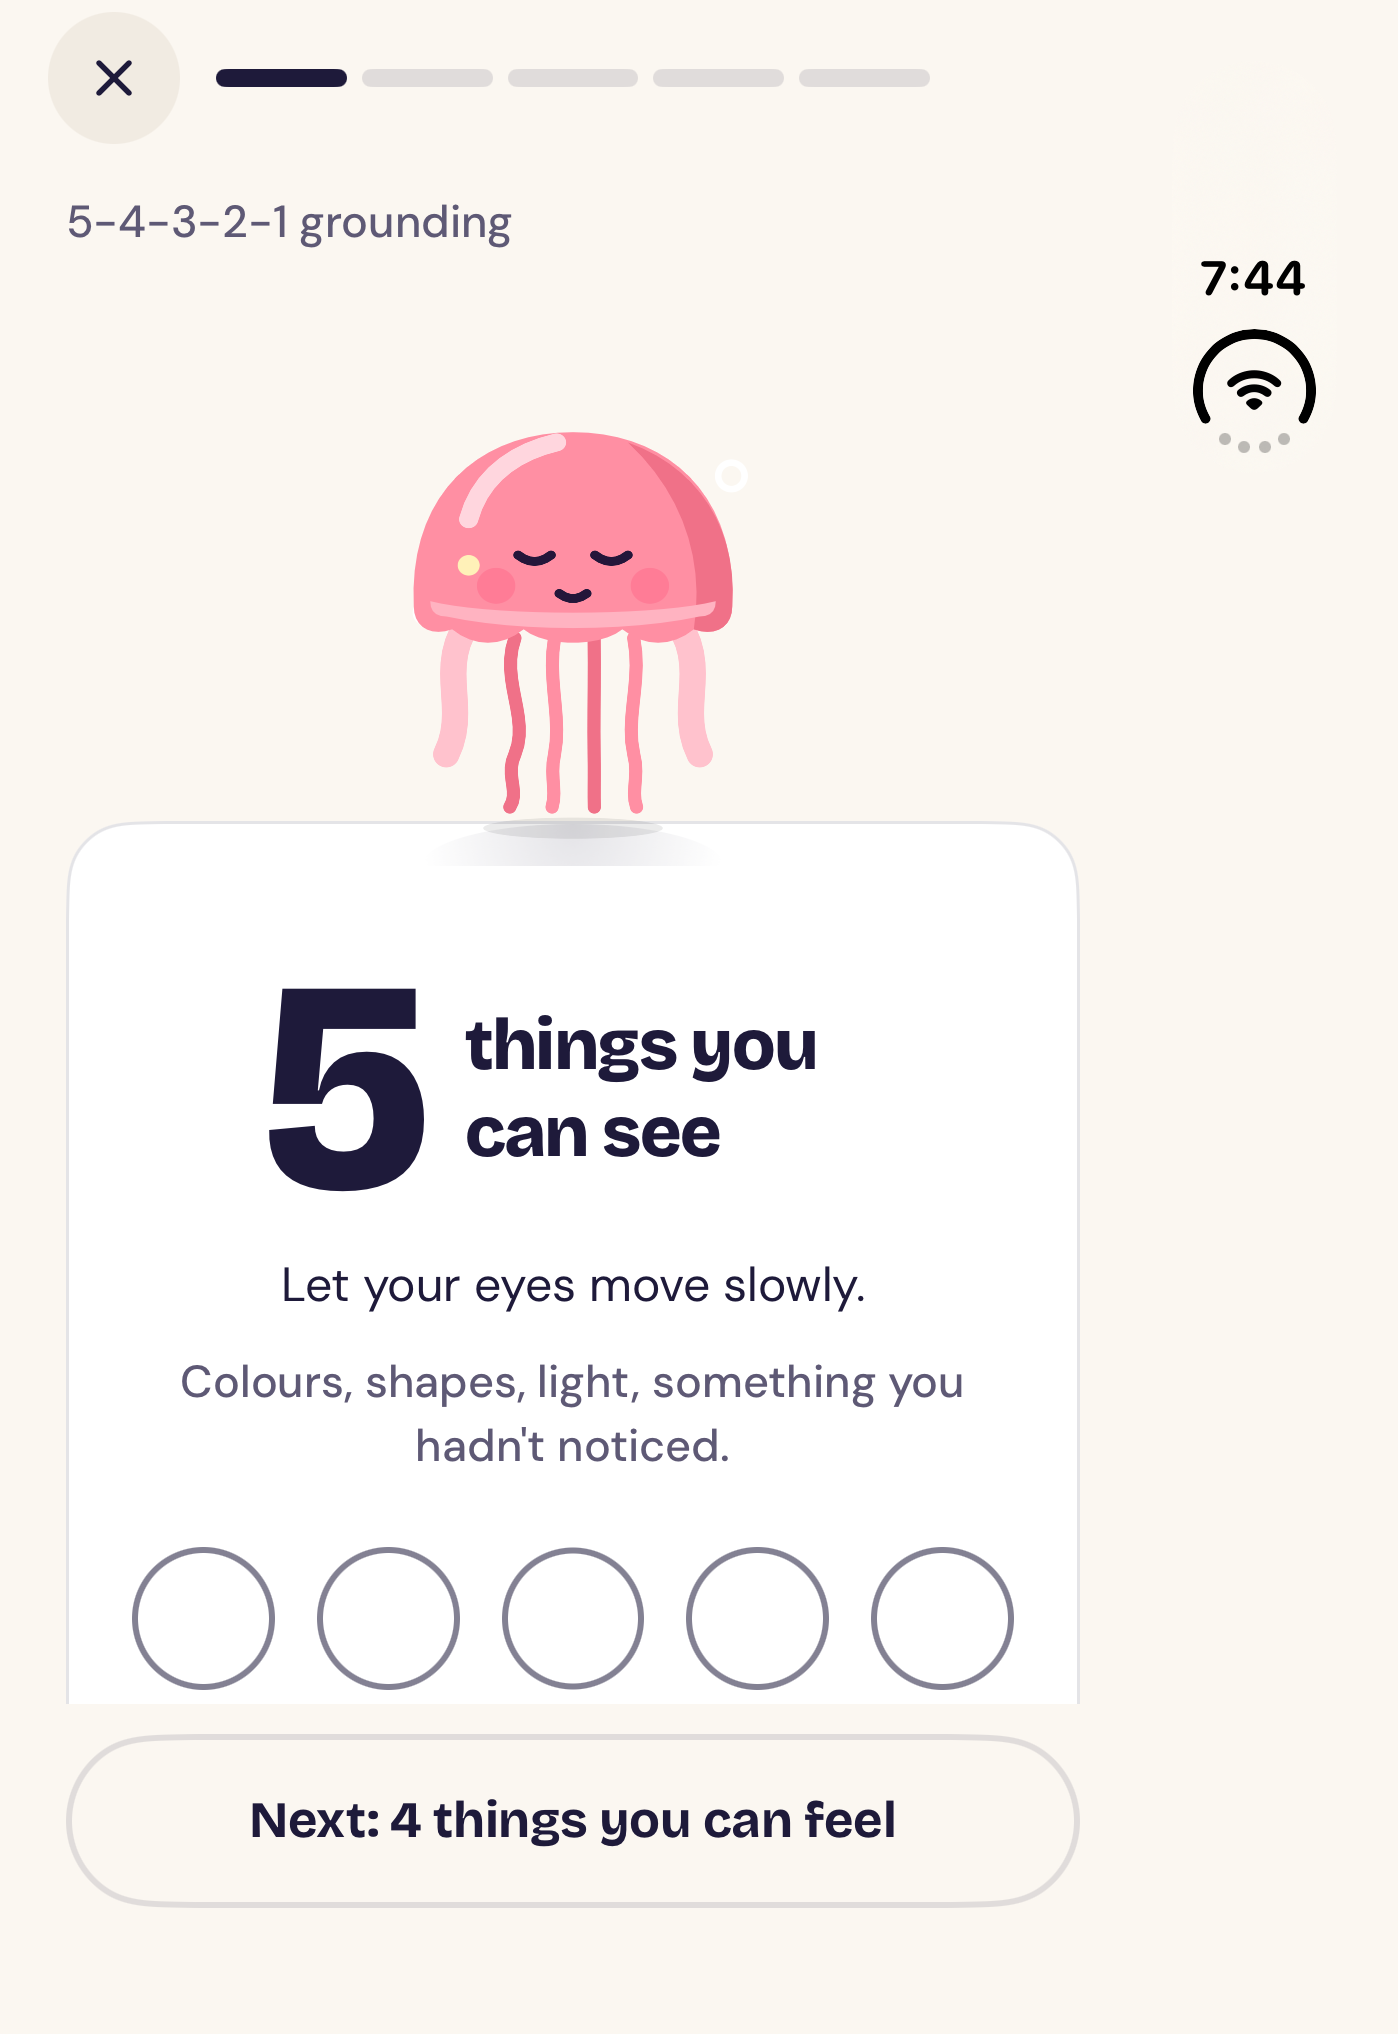 5-4-3-2-1 grounding
7:44
5 things you
can see
Let your eyes move slowly.
Colours, shapes, light, something you
hadn't noticed.
Next: 4 things you can feel